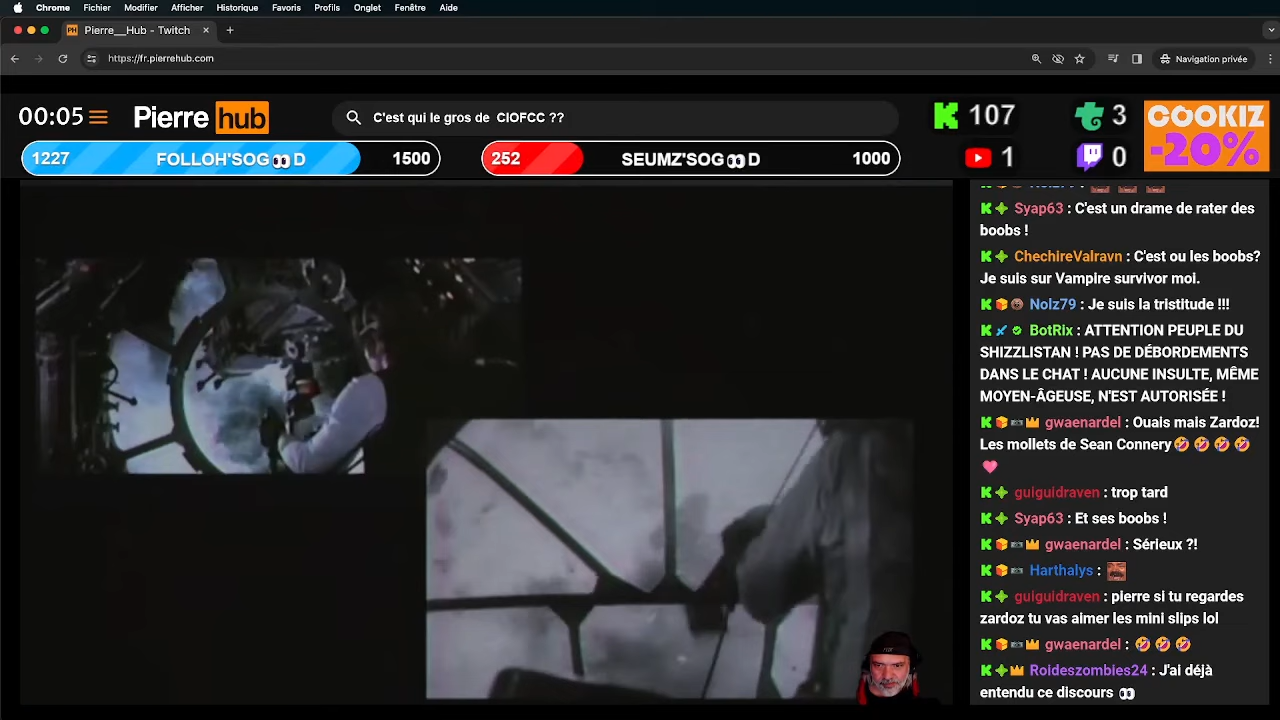 Chrome Fichier Modifier Afficher Historique Favoris Profils Onglet Fenêtre Aide
PH Pierre__Hub - Twitch
https://fr.pierrehub.com
Navigation privée
00:05
Pierre hub
C'est qui le gros de CIOFCC ??
107
3
1
0
COOKIZ
-20%
1227 FOLLOH'SOG👀D 1500
252 SEUMZ'SOG👀D 1000
Syap63 : C'est un drame de rater des
boobs !
ChechireValravn : C'est ou les boobs?
Je suis sur Vampire survivor moi.
Nolz79 : Je suis la tristitude !!!
BotRix : ATTENTION PEUPLE DU
SHIZZLISTAN ! PAS DE DÉBORDEMENTS
DANS LE CHAT ! AUCUNE INSULTE, MÊME
MOYEN-ÂGEUSE, N'EST AUTORISÉE !
gwaenardel : Ouais mais Zardoz!
Les mollets de Sean Connery🤣🤣🤣🤣
🩷
guiguidraven : trop tard
Syap63 : Et ses boobs !
gwaenardel : Sérieux ?!
Harthalys :
guiguidraven : pierre si tu regardes
zardoz tu vas aimer les mini slips lol
gwaenardel : 🤣🤣🤣
Roideszombies24 : J'ai déjà
entendu ce discours 👀